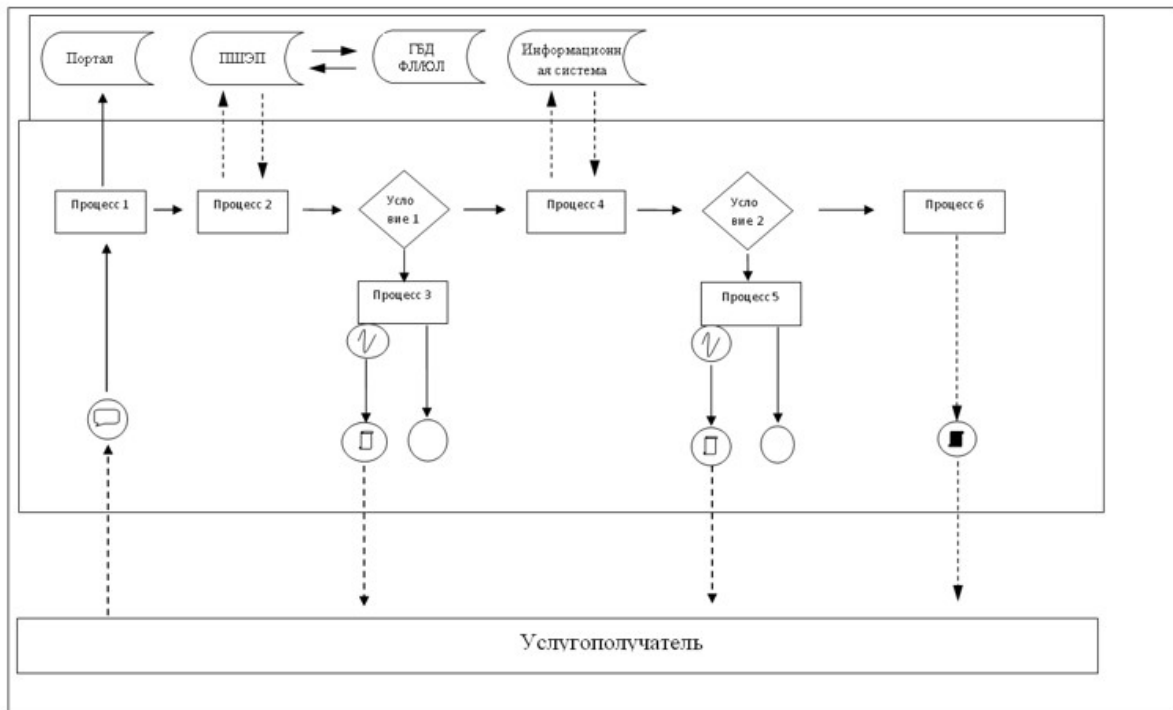 Портал
ПШЭП
ГБД
ФЛ/ЮЛ
Информационн
ая система
Процесс 1
Процесс 2
Усло
вие 1
Процесс 4
Усло
вие 2
Процесс 6
Процесс 3
Процесс 5
Услугополучатель